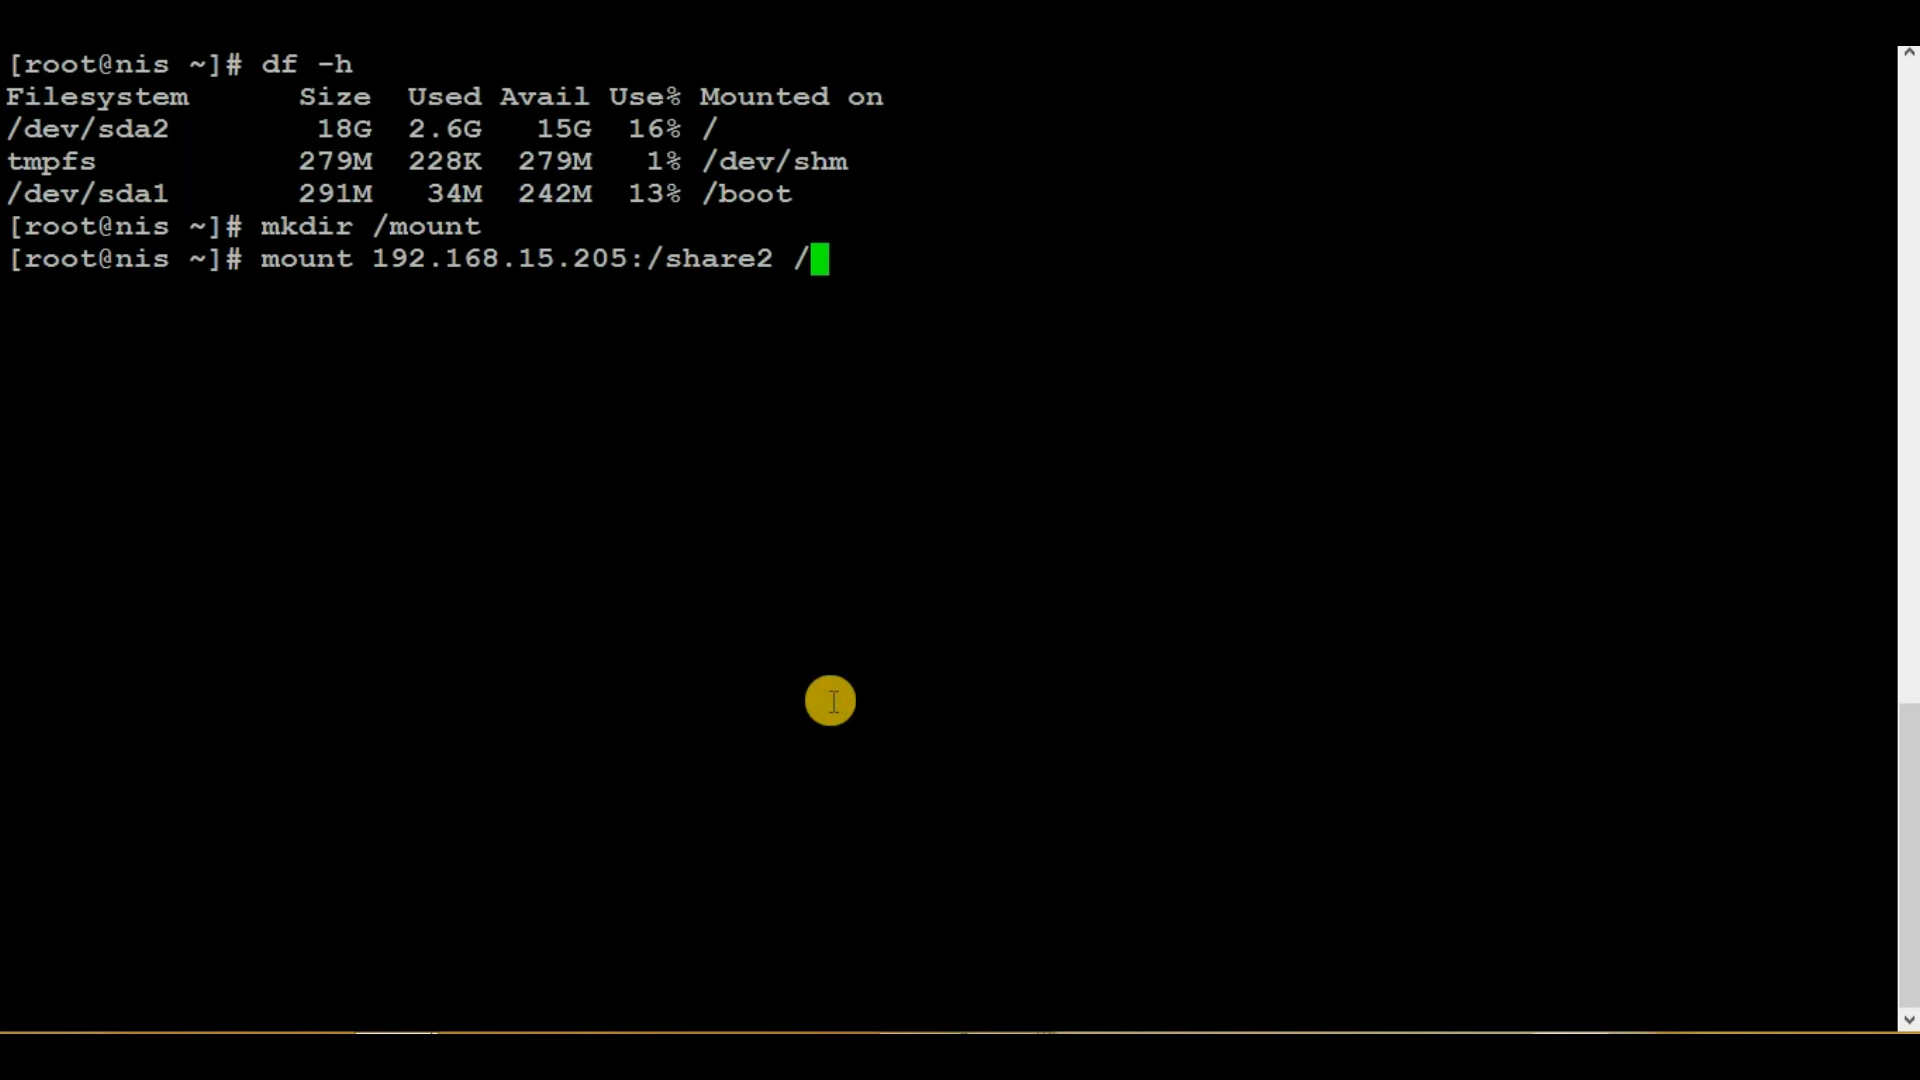 [root@nis ~]# df -h
Filesystem      Size  Used Avail Use% Mounted on
/dev/sda2        18G  2.6G   15G  16% /
tmpfs           279M  228K  279M   1% /dev/shm
/dev/sda1       291M   34M  242M  13% /boot
[root@nis ~]# mkdir /mount
[root@nis ~]# mount 192.168.15.205:/share2 /